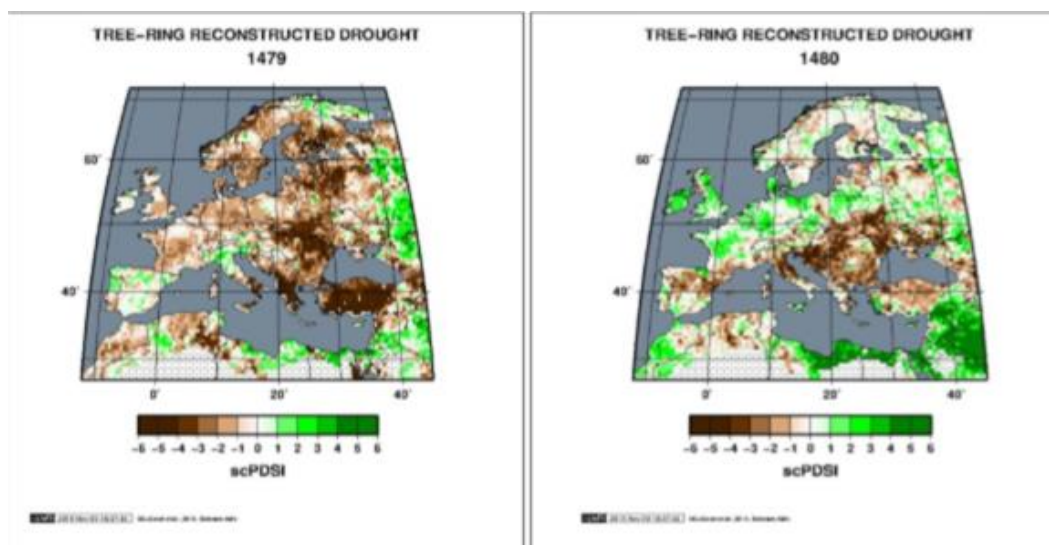 TREE-RING RECONSTRUCTED DROUGHT
1479
60°
40°
0° 20° 40°
-6 -5 -4 -3 -2 -1 0 1 2 3 4 5 6
scPDSI
TREE-RING RECONSTRUCTED DROUGHT
1480
60°
40°
0° 20° 40°
-6 -5 -4 -3 -2 -1 0 1 2 3 4 5 6
scPDSI